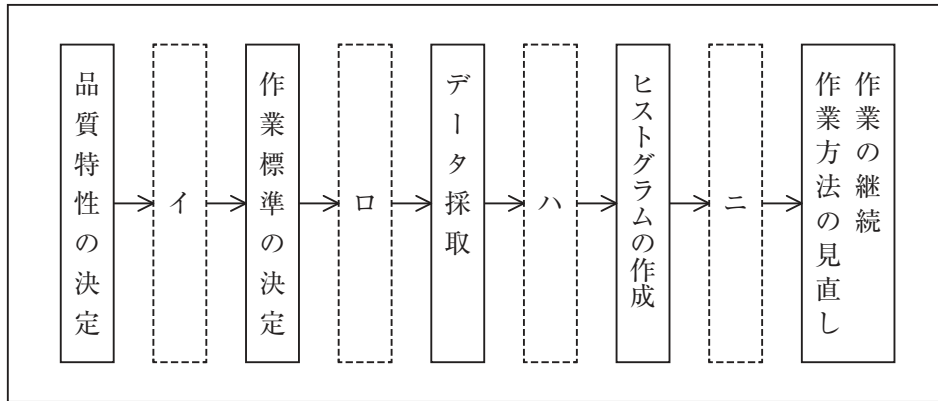 品質特性の決定
イ
作業標準の決定
ロ
データ採取
ハ
ヒストグラムの作成
ニ
作業の継続
作業方法の見直し